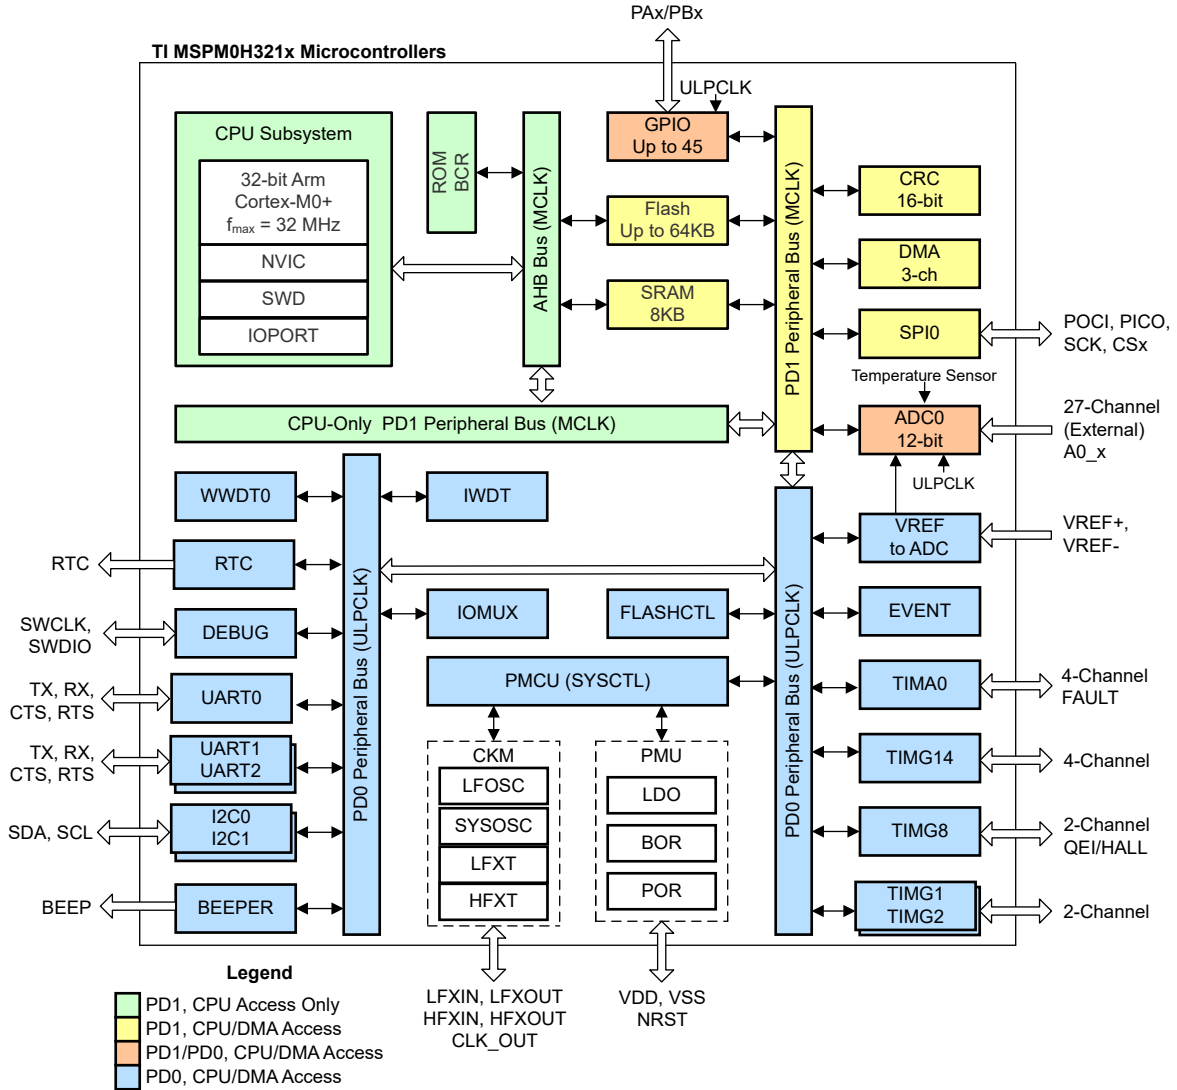 PAx/PBx
TI MSPM0H321x Microcontrollers
ULPCLK
CPU Subsystem
32-bit Arm
Cortex-M0+
fmax = 32 MHz
NVIC
SWD
IOPORT
ROM
BCR
AHB Bus (MCLK)
GPIO
Up to 45
Flash
Up to 64KB
SRAM
8KB
PD1 Peripheral Bus (MCLK)
CRC
16-bit
DMA
3-ch
SPI0
POCI, PICO,
SCK, CSx
Temperature Sensor
ADC0
12-bit
27-Channel
(External)
A0_x
ULPCLK
CPU-Only PD1 Peripheral Bus (MCLK)
WWDT0
IWDT
VREF
to ADC
VREF+,
VREF-
RTC
RTC
PD0 Peripheral Bus (ULPCLK)
PD0 Peripheral Bus (ULPCLK)
SWCLK,
SWDIO
DEBUG
IOMUX
FLASHCTL
EVENT
TX, RX,
CTS, RTS
UART0
PMCU (SYSCTL)
TIMA0
4-Channel
FAULT
TX, RX,
CTS, RTS
UART1
UART2
CKM
LFOSC
SYSOSC
LFXT
HFXT
PMU
LDO
BOR
POR
TIMG14
4-Channel
SDA, SCL
I2C0
I2C1
TIMG8
2-Channel
QEI/HALL
BEEP
BEEPER
TIMG1
TIMG2
2-Channel
LFXIN, LFXOUT
HFXIN, HFXOUT
CLK_OUT
VDD, VSS
NRST
Legend
PD1, CPU Access Only
PD1, CPU/DMA Access
PD1/PD0, CPU/DMA Access
PD0, CPU/DMA Access